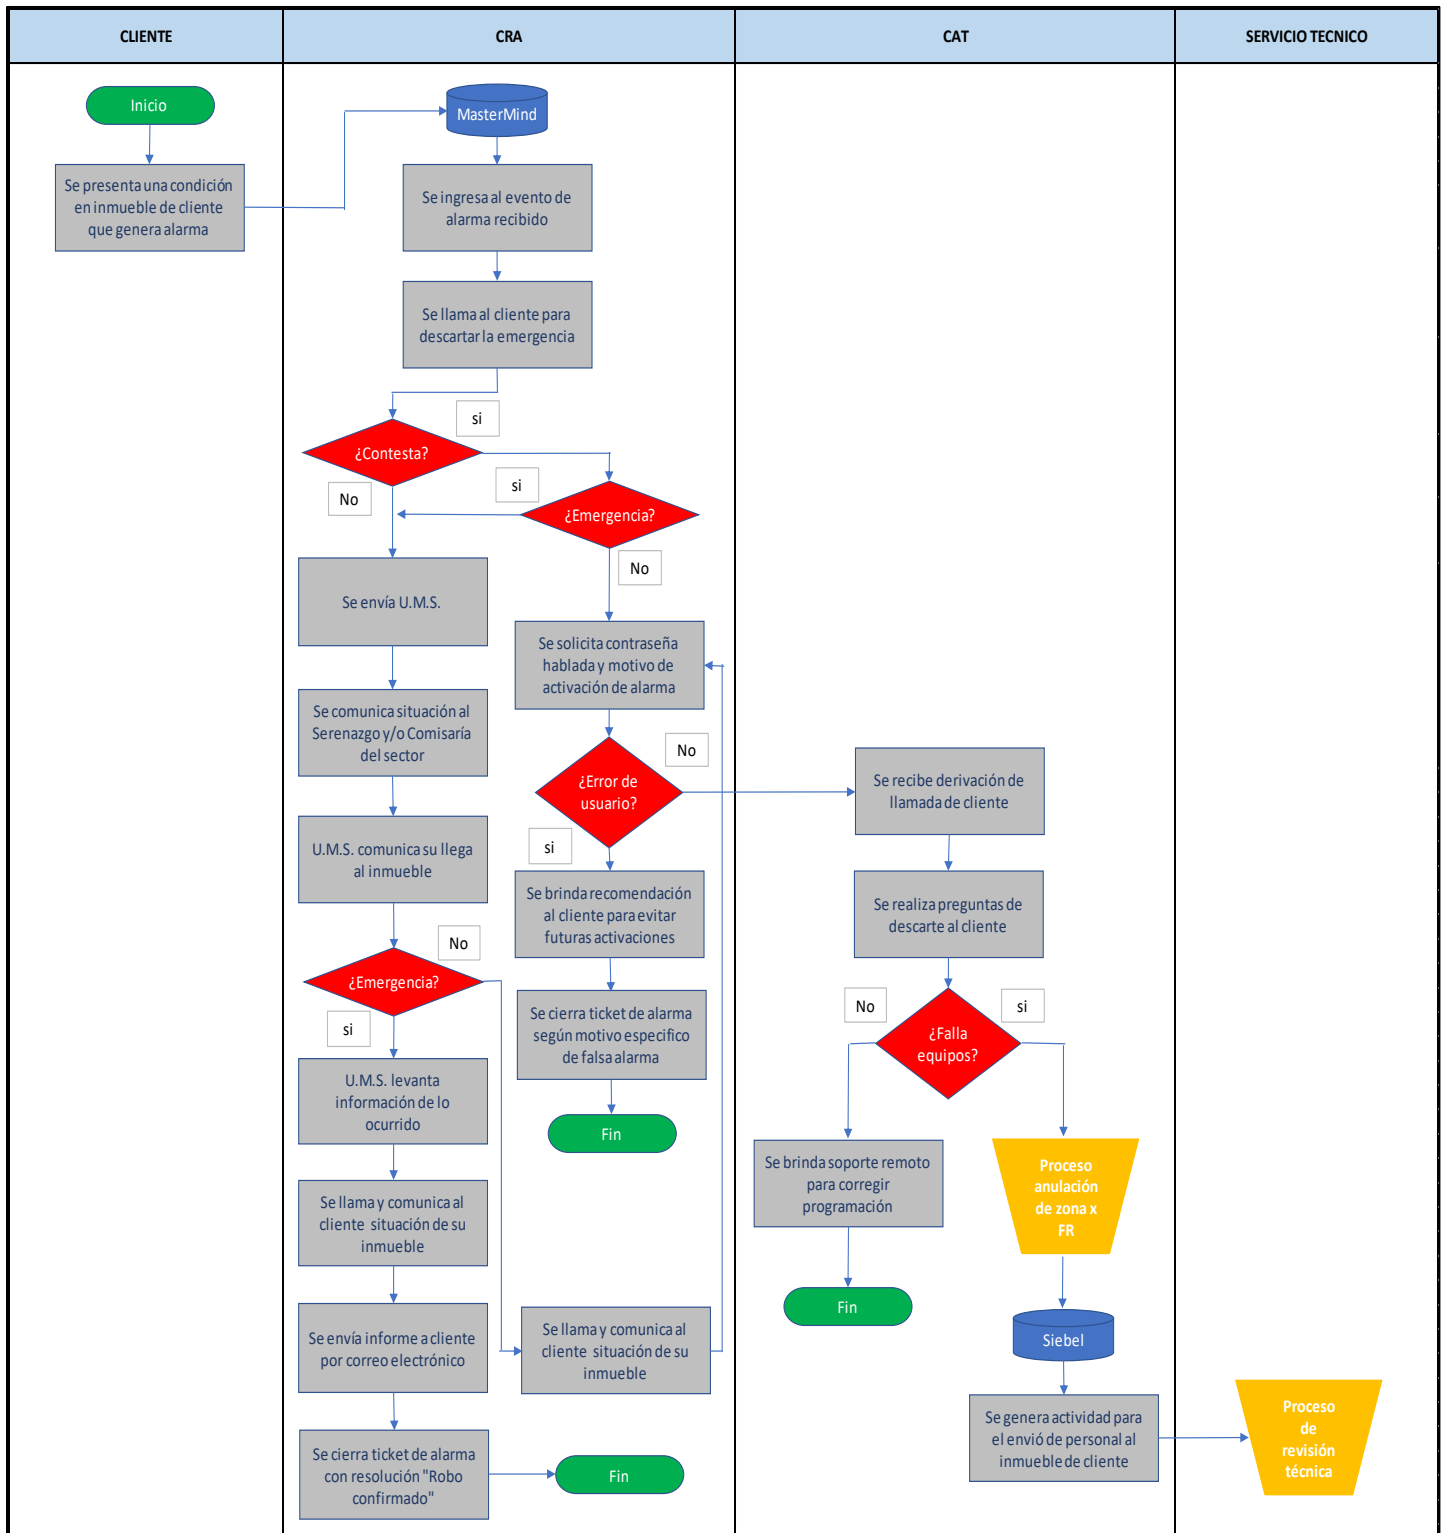 CLIENTE
CRA
CAT
SERVICIO TECNICO
Inicio
Se presenta una condición
en inmueble de cliente
que genera alarma
MasterMind
Se ingresa al evento de
alarma recibido
Se llama al cliente para
descartar la emergencia
si
¿Contesta?
No
si
¿Emergencia?
No
Se envía U.M.S.
Se solicita contraseña
hablada y motivo de
activación de alarma
Se comunica situación al
Serenazgo y/o Comisaría
del sector
No
¿Error de
usuario?
si
Se recibe derivación de
llamada de cliente
U.M.S. comunica su llega
al inmueble
Se brinda recomendación
al cliente para evitar
futuras activaciones
Se realiza preguntas de
descarte al cliente
No
¿Emergencia?
si
Se cierra ticket de alarma
según motivo especifico
de falsa alarma
No
si
¿Falla
equipos?
U.M.S. levanta
información de lo
ocurrido
Fin
Se brinda soporte remoto
para corregir
programación
Proceso
anulación
de zona x
FR
Se llama y comunica al
cliente situación de su
inmueble
Fin
Siebel
Se envía informe a cliente
por correo electrónico
Se llama y comunica al
cliente situación de su
inmueble
Se genera actividad para
el envió de personal al
inmueble de cliente
Proceso
de
revisión
técnica
Se cierra ticket de alarma
con resolución "Robo
confirmado"
Fin